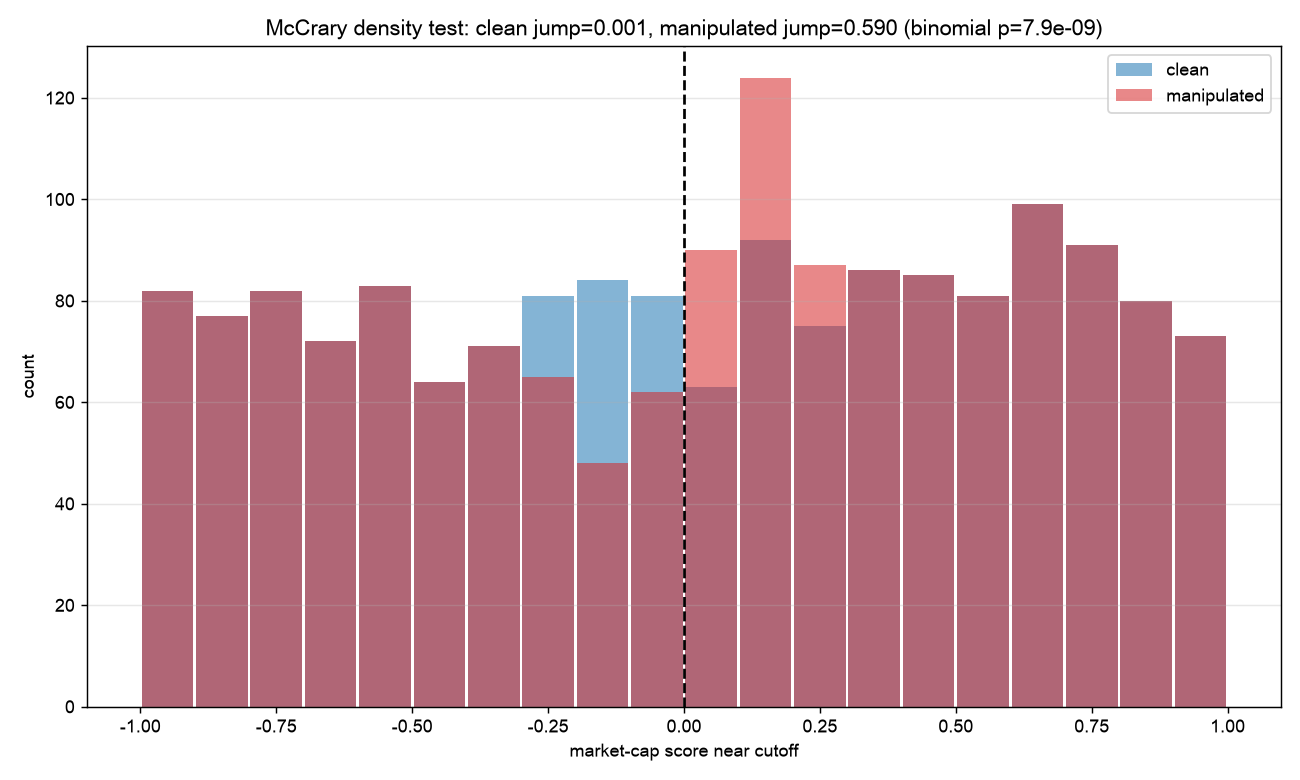 McCrary density test: clean jump=0.001, manipulated jump=0.590 (binomial p=7.9e-09)
clean
manipulated
120
100
80
60
40
20
0
count
-1.00 -0.75 -0.50 -0.25 0.00 0.25 0.50 0.75 1.00
market-cap score near cutoff